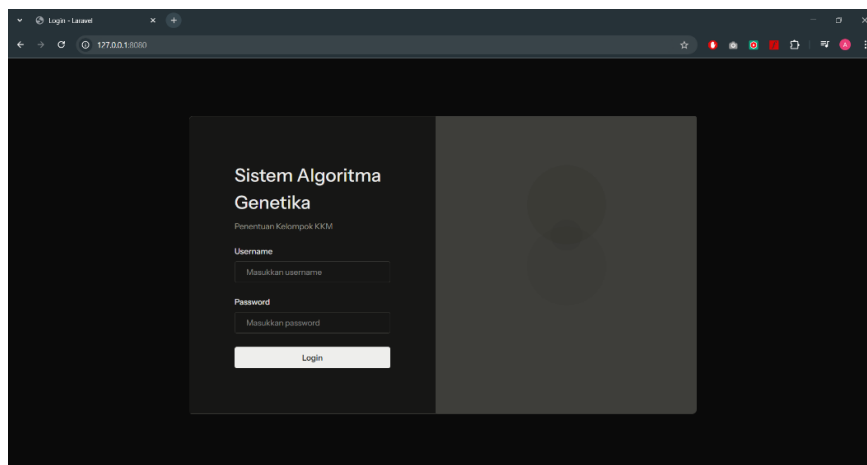 Login - Laravel
127.0.0.1:8080
A
Sistem Algoritma
Genetika
Penentuan Kelompok KKM
Username
Masukkan username
Password
Masukkan password
Login